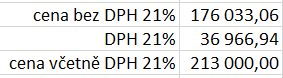 cena bez DPH 21% 176 033,06
DPH 21% 36 966,94
cena včetně DPH 21% 213 000,00